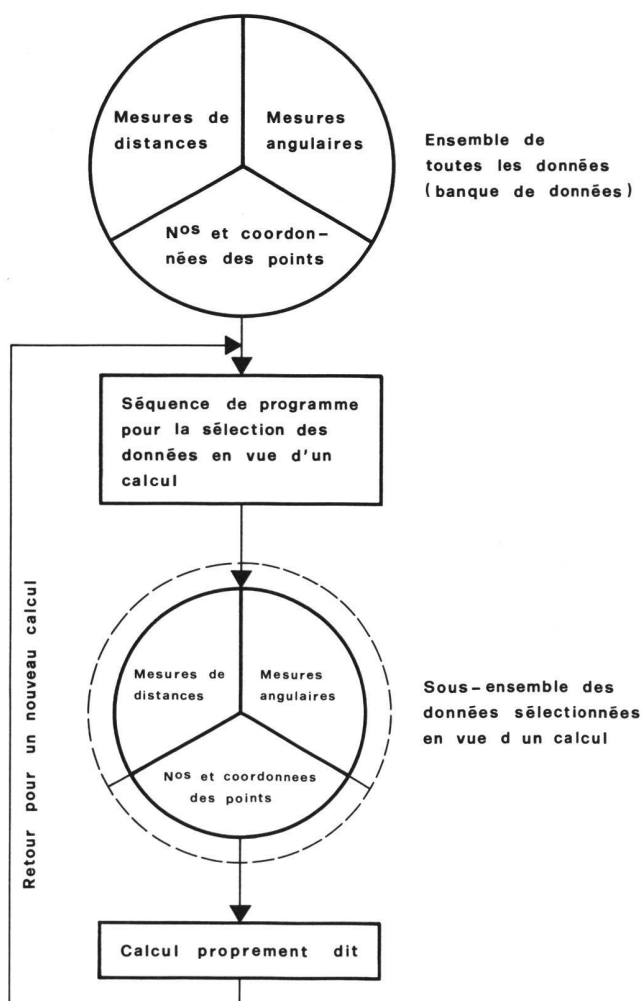 Mesures de
distances
Mesures
angulaires
Nos et coordon-
nées des points
Ensemble de
toutes les données
(banque de données)
Séquence de programme
pour la sélection des
données en vue d'un
calcul
Retour pour un nouveau calcul
Mesures de
distances
Mesures
angulaires
Nos et coordonnees
des points
Sous-ensemble des
données sélectionnées
en vue d un calcul
Calcul proprement dit